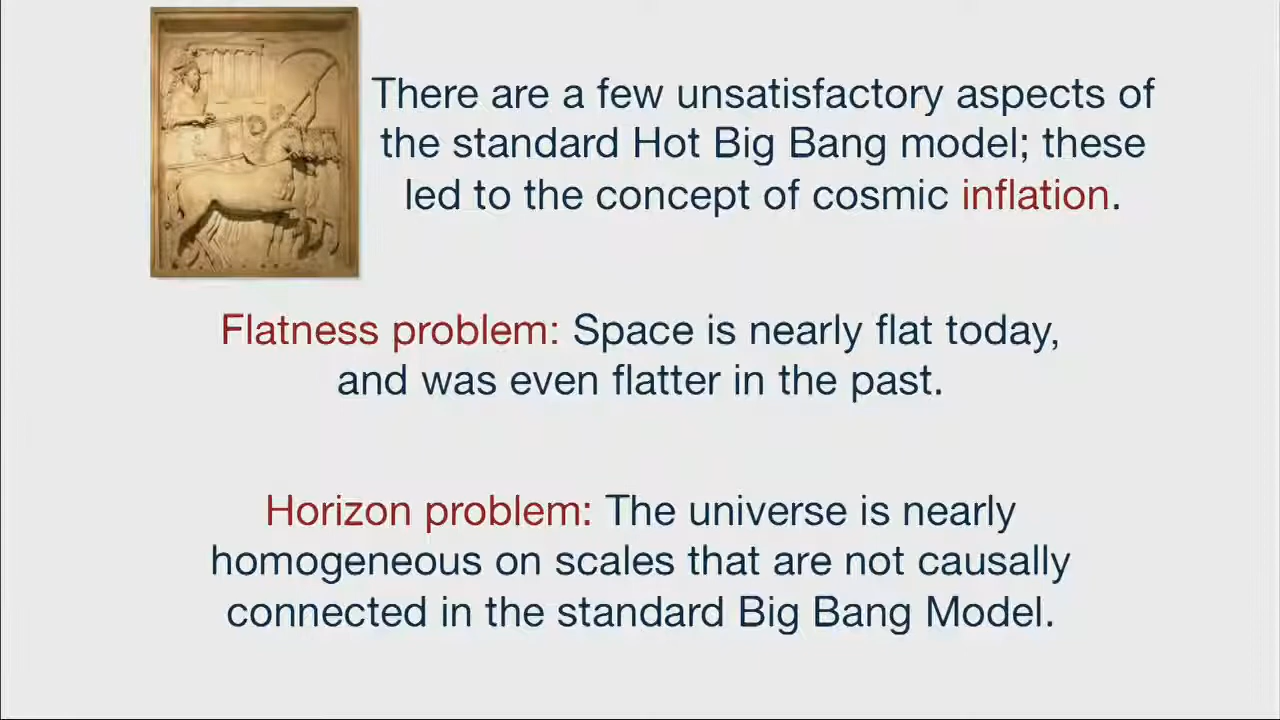 There are a few unsatisfactory aspects of
the standard Hot Big Bang model; these
led to the concept of cosmic inflation.
Flatness problem: Space is nearly flat today,
and was even flatter in the past.
Horizon problem: The universe is nearly
homogeneous on scales that are not causally
connected in the standard Big Bang Model.